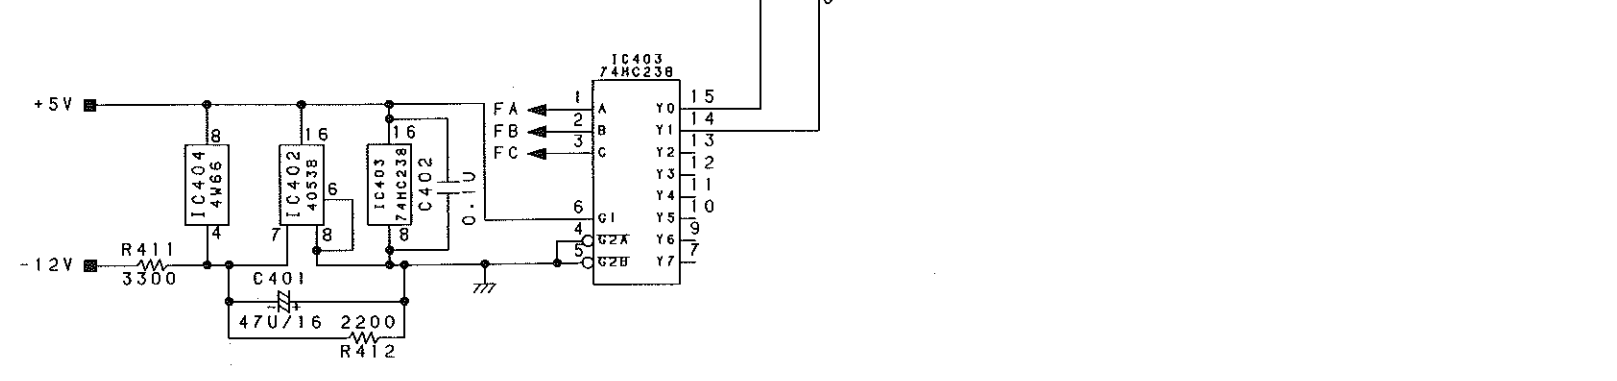 IC403
74HC238
+5V
8
16
16
IC404
4W66
IC402
4053B
6
IC403
74HC238
C402
0.1U
4
7
8
8
FA
FB
FC
1
2
3
6
4
5
A
B
C
G1
G2A
G2B
Y0
Y1
Y2
Y3
Y4
Y5
Y6
Y7
15
14
13
12
11
10
9
7
-12V
R411
3300
C401
- +
47U/16
2200
R412